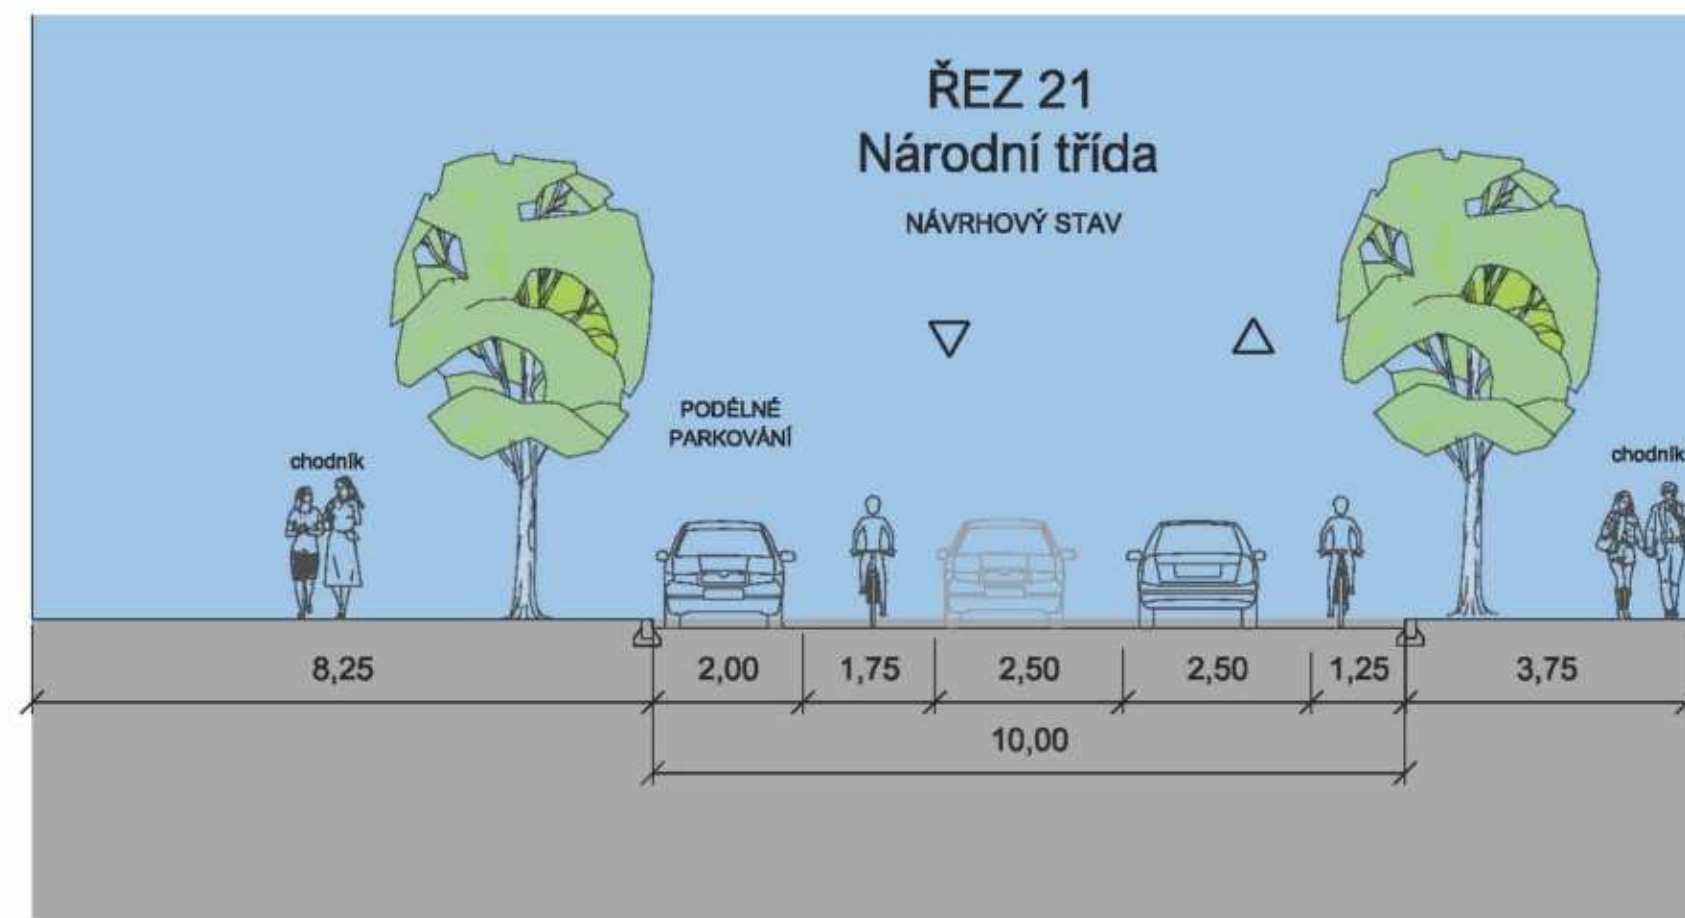 ŘEZ 21
Národní třída
NÁVRHOVÝ STAV
PODÉLNÉ
PARKOVÁNÍ
chodník
chodník
8,25
2,00
1,75
2,50
2,50
1,25
3,75
10,00